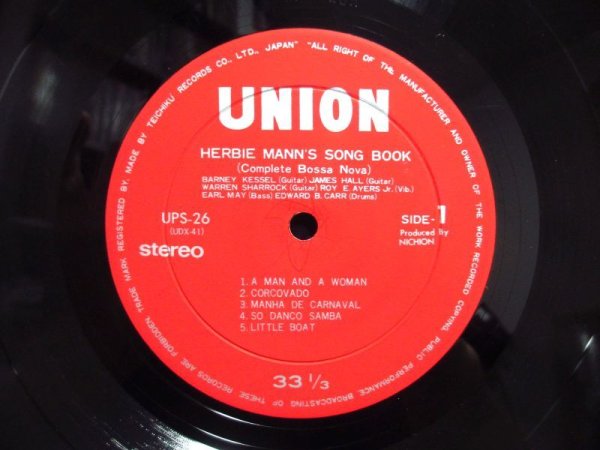 MADE BY TEICHIKU RECORDS CO., LTD., JAPAN" "ALL RIGHT OF THE MANUFACTURER AND OWNER OF THE WORK RECORDED COPYING, PUBLIC PERFORMANCE BROADCASTING OF THESE RECORDS ARE FORBIDDEN TRADE MARK REGISTERED.
UNION
HERBIE MANN'S SONG BOOK
(Complete Bossa Nova)
BARNEY KESSEL (Guitar) JAMES HALL (Guitar)
WARREN SHARROCK (Guitar) ROY E. AYERS Jr. (Vib.)
EARL MAY (Bass) EDWARD B. CARR (Drums)
UPS-26
(UDX-41)
SIDE-1
stereo
Produced by
NICHION
1. A MAN AND A WOMAN
2. CORCOVADO
3. MANHA DE CARNAVAL
4. SO DANCO SAMBA
5. LITTLE BOAT
33 1/3